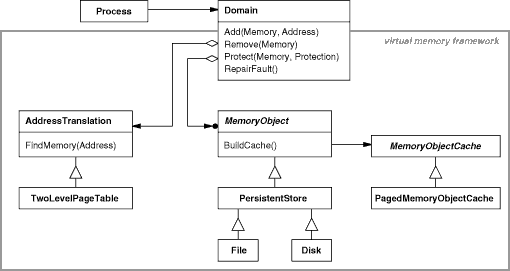 Process
Domain
Add(Memory, Address)
Remove(Memory)
Protect(Memory, Protection)
RepairFault()
virtual memory framework
AddressTranslation
FindMemory(Address)
MemoryObject
BuildCache()
MemoryObjectCache
TwoLevelPageTable
PersistentStore
PagedMemoryObjectCache
File
Disk